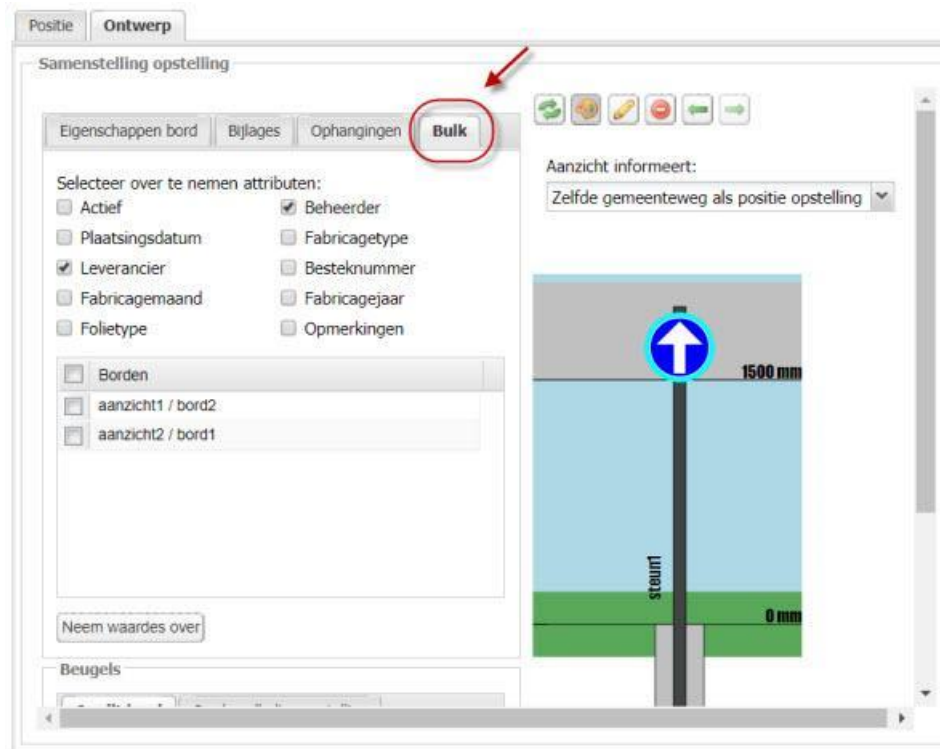 Positie
Ontwerp
Samenstelling opstelling
Eigenschappen bord
Bijlages
Ophangingen
Bulk
Selecteer over te nemen attributen:
Actief
Beheerder
Plaatsingsdatum
Fabricagetype
Leverancier
Besteknummer
Fabricagemaand
Fabricagejaar
Folietype
Opmerkingen
Borden
aanzicht1 / bord2
aanzicht2 / bord1
Neem waardes over
Beugels
Aanzicht informeert:
Zelfde gemeenteweg als positie opstelling
1500 mm
steun1
0 mm